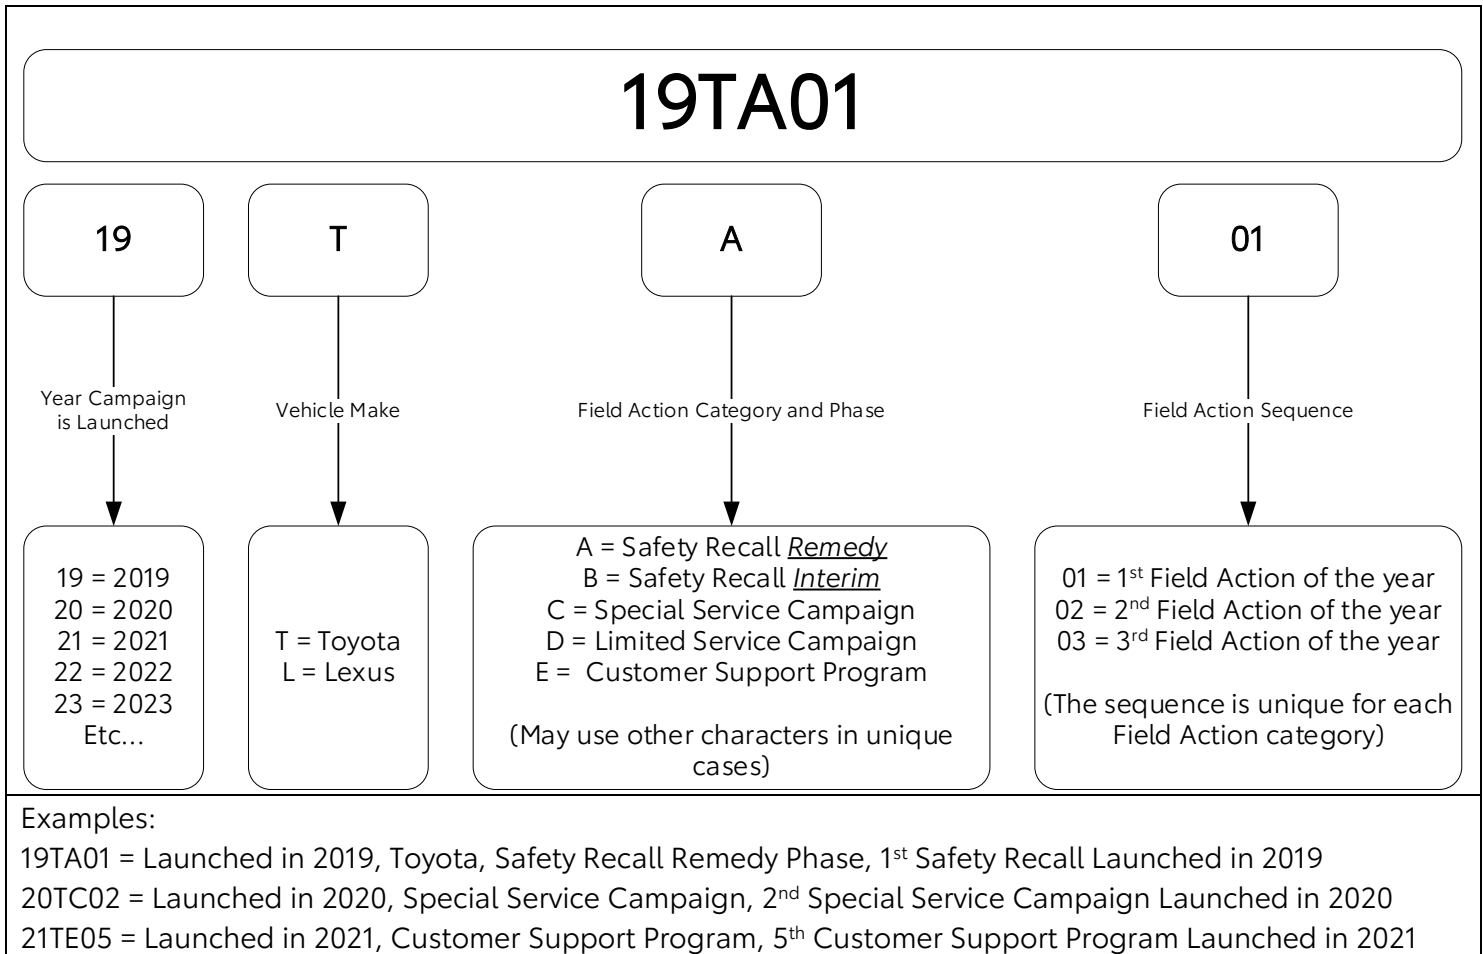 19TA01
19
T
A
01
Year Campaign
is Launched
Vehicle Make
Field Action Category and Phase
Field Action Sequence
19 = 2019
20 = 2020
21 = 2021
22 = 2022
23 = 2023
Etc...
T = Toyota
L = Lexus
A = Safety Recall Remedy
B = Safety Recall Interim
C = Special Service Campaign
D = Limited Service Campaign
E =  Customer Support Program
(May use other characters in unique
cases)
01 = 1st Field Action of the year
02 = 2nd Field Action of the year
03 = 3rd Field Action of the year
(The sequence is unique for each
Field Action category)
Examples:
19TA01 = Launched in 2019, Toyota, Safety Recall Remedy Phase, 1st Safety Recall Launched in 2019
20TC02 = Launched in 2020, Special Service Campaign, 2nd Special Service Campaign Launched in 2020
21TE05 = Launched in 2021, Customer Support Program, 5th Customer Support Program Launched in 2021